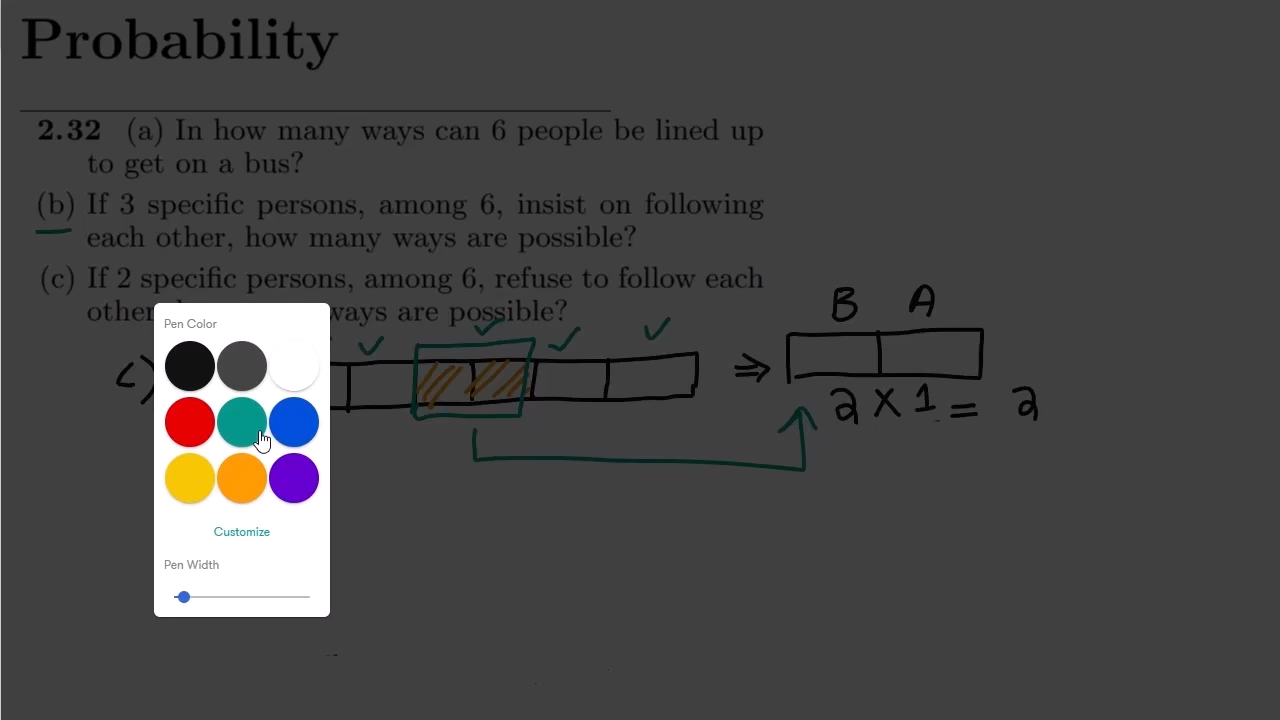 Probability
2.32 (a) In how many ways can 6 people be lined up
to get on a bus?
(b) If 3 specific persons, among 6, insist on following
each other, how many ways are possible?
(c) If 2 specific persons, among 6, refuse to follow each
other ways are possible?
Pen Color
B A
c)
2 X 1 = 2
Customize
Pen Width